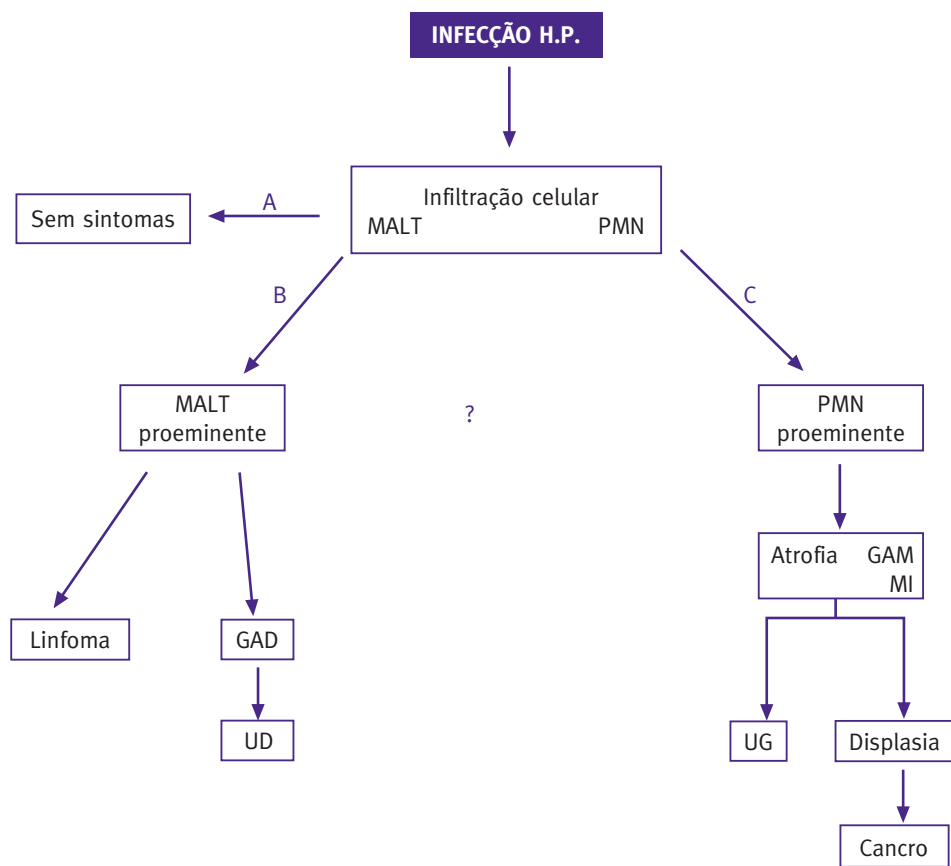 INFECÇÃO H.P.
Infiltração celular
MALT PMN
Sem sintomas
A
B
C
MALT
proeminente
?
PMN
proeminente
Atrofia GAM
MI
Linfoma
GAD
UD
UG
Displasia
Cancro